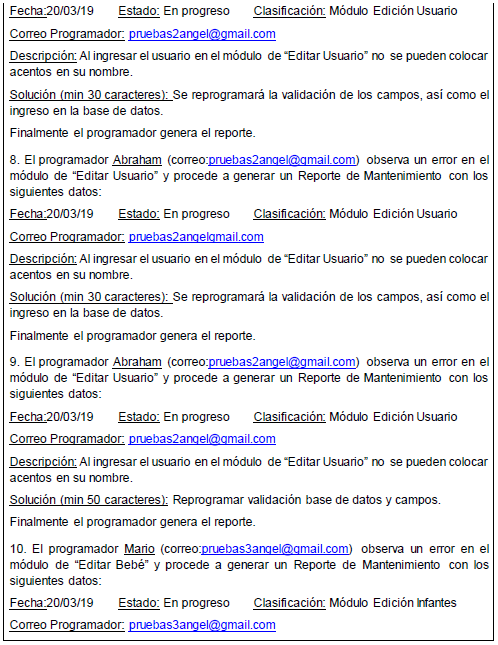 Fecha:20/03/19 Estado: En progreso Clasificación: Módulo Edición Usuario
Correo Programador: pruebas2angel@gmail.com
Descripción: Al ingresar el usuario en el módulo de “Editar Usuario” no se pueden colocar
acentos en su nombre.
Solución (min 30 caracteres): Se reprogramará la validación de los campos, así como el
ingreso en la base de datos.
Finalmente el programador genera el reporte.
8. El programador Abraham (correo:pruebas2angel@gmail.com) observa un error en el
módulo de “Editar Usuario” y procede a generar un Reporte de Mantenimiento con los
siguientes datos:
Fecha:20/03/19 Estado: En progreso Clasificación: Módulo Edición Usuario
Correo Programador: pruebas2angelgmail.com
Descripción: Al ingresar el usuario en el módulo de “Editar Usuario” no se pueden colocar
acentos en su nombre.
Solución (min 30 caracteres): Se reprogramará la validación de los campos, así como el
ingreso en la base de datos.
Finalmente el programador genera el reporte.
9. El programador Abraham (correo:pruebas2angel@gmail.com) observa un error en el
módulo de “Editar Usuario” y procede a generar un Reporte de Mantenimiento con los
siguientes datos:
Fecha:20/03/19 Estado: En progreso Clasificación: Módulo Edición Usuario
Correo Programador: pruebas2angel@gmail.com
Descripción: Al ingresar el usuario en el módulo de “Editar Usuario” no se pueden colocar
acentos en su nombre.
Solución (min 50 caracteres): Reprogramar validación base de datos y campos.
Finalmente el programador genera el reporte.
10. El programador Mario (correo:pruebas3angel@gmail.com) observa un error en el
módulo de “Editar Bebé” y procede a generar un Reporte de Mantenimiento con los
siguientes datos:
Fecha:20/03/19 Estado: En progreso Clasificación: Módulo Edición Infantes
Correo Programador: pruebas3angel@gmail.com